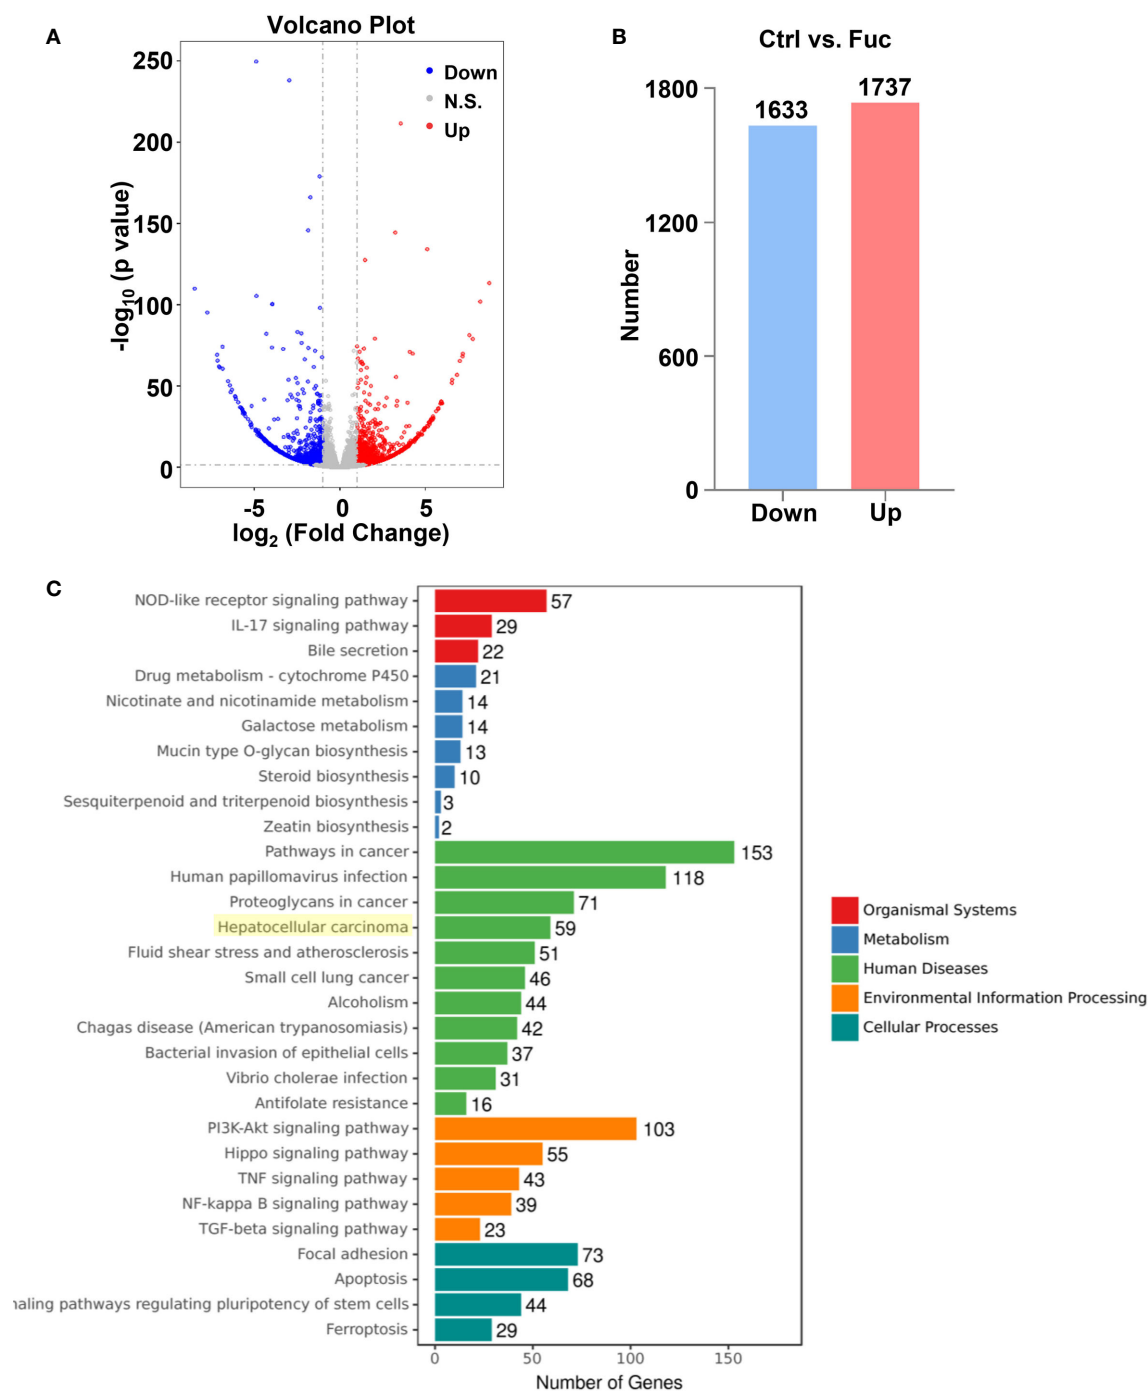 A
Volcano Plot
Down
N.S.
Up
250
200
150
100
50
0
-log10 (p value)
-5
0
5
log2 (Fold Change)
B
Ctrl vs. Fuc
1800
1200
600
0
Number
1633
1737
Down
Up
C
NOD-like receptor signaling pathway 57
IL-17 signaling pathway 29
Bile secretion 22
Drug metabolism - cytochrome P450 21
Nicotinate and nicotinamide metabolism 14
Galactose metabolism 14
Mucin type O-glycan biosynthesis 13
Steroid biosynthesis 10
Sesquiterpenoid and triterpenoid biosynthesis 3
Zeatin biosynthesis 2
Pathways in cancer 153
Human papillomavirus infection 118
Proteoglycans in cancer 71
Hepatocellular carcinoma 59
Fluid shear stress and atherosclerosis 51
Small cell lung cancer 46
Alcoholism 44
Chagas disease (American trypanosomiasis) 42
Bacterial invasion of epithelial cells 37
Vibrio cholerae infection 31
Antifolate resistance 16
PI3K-Akt signaling pathway 103
Hippo signaling pathway 55
TNF signaling pathway 43
NF-kappa B signaling pathway 39
TGF-beta signaling pathway 23
Focal adhesion 73
Apoptosis 68
naling pathways regulating pluripotency of stem cells 44
Ferroptosis 29
0 50 100 150
Number of Genes
Organismal Systems
Metabolism
Human Diseases
Environmental Information Processing
Cellular Processes